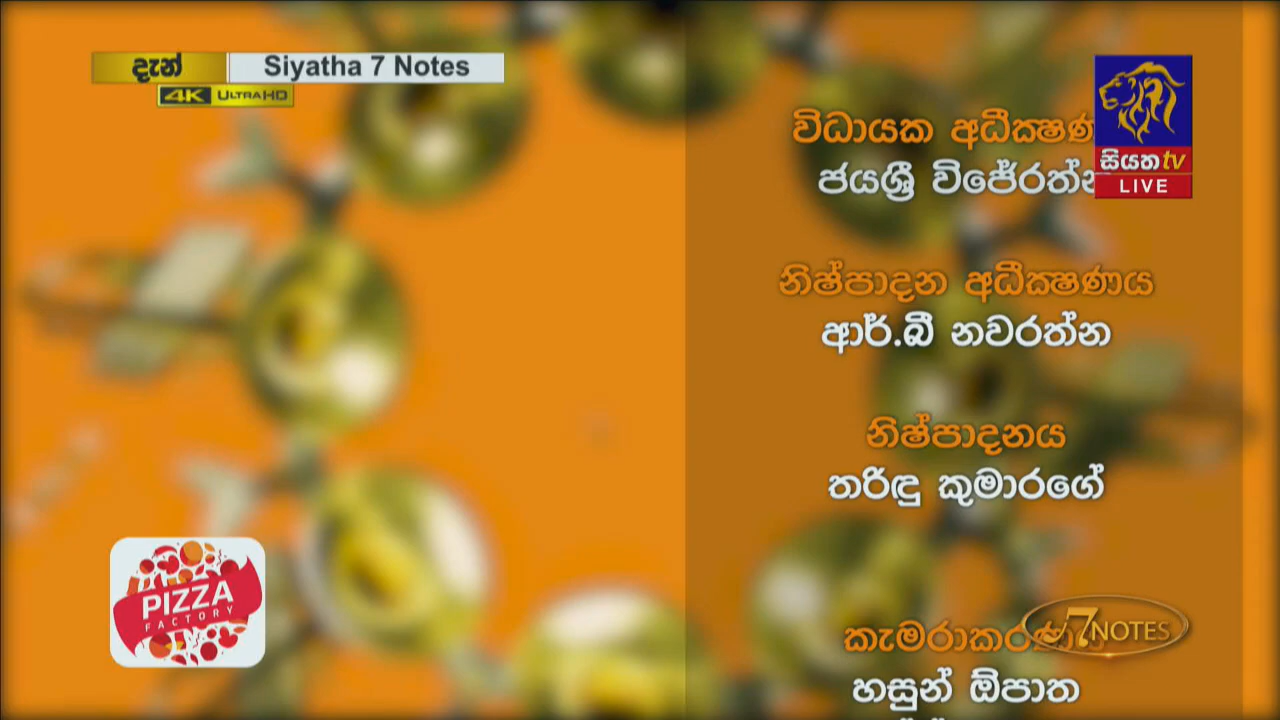 දැන් Siyatha 7 Notes
4K ULTRA HD
සියත tv
LIVE
විධායක අධීක්‍ෂණ
ජයශ්‍රී විජේරත්න
නිෂ්පාදන අධීක්‍ෂණය
ආර්.බී නවරත්න
නිෂ්පාදනය
තරිඳු කුමාරගේ
කැමරාකරණය
හසුන් ඕපාත
PIZZA
FACTORY
7 NOTES